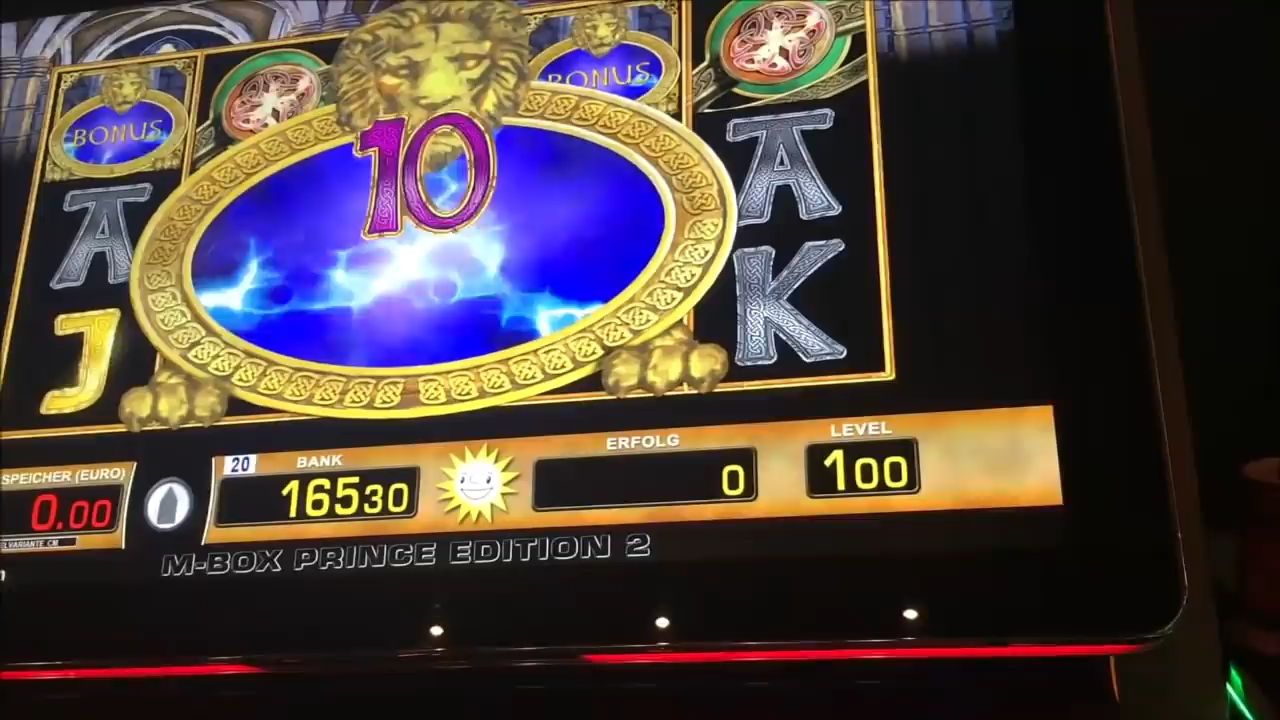 BONUS
BONUS
10
A
A
J
K
SPEICHER (EURO)
0.00
20
BANK
16530
ERFOLG
0
LEVEL
100
M-BOX PRINCE EDITION 2